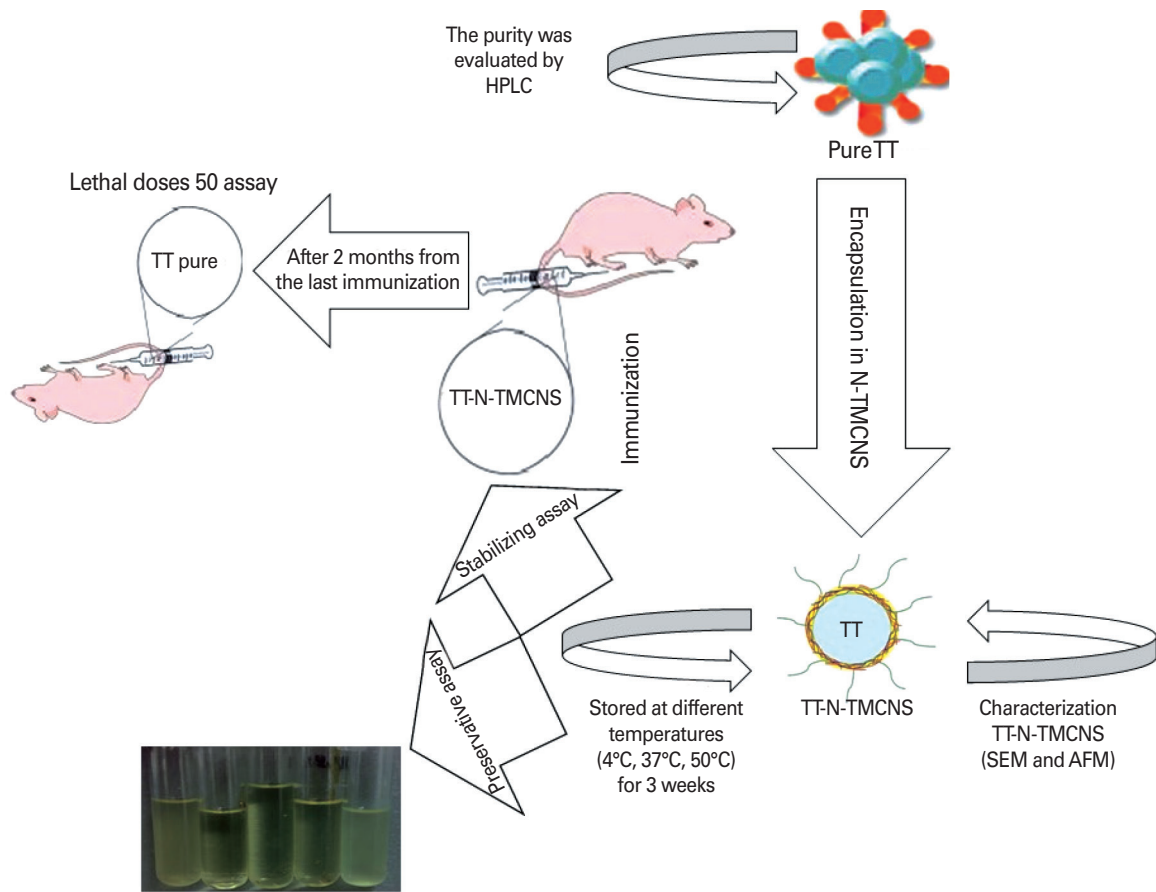 The purity was
evaluated by
HPLC
Pure TT
Lethal doses 50 assay
TT pure
After 2 months from
the last immunization
TT-N-TMCNS
Immunization
Encapsulation in N-TMCNS
Stabilizing assay
Preservative assay
Stored at different
temperatures
(4°C, 37°C, 50°C)
for 3 weeks
TT
TT-N-TMCNS
Characterization
TT-N-TMCNS
(SEM and AFM)